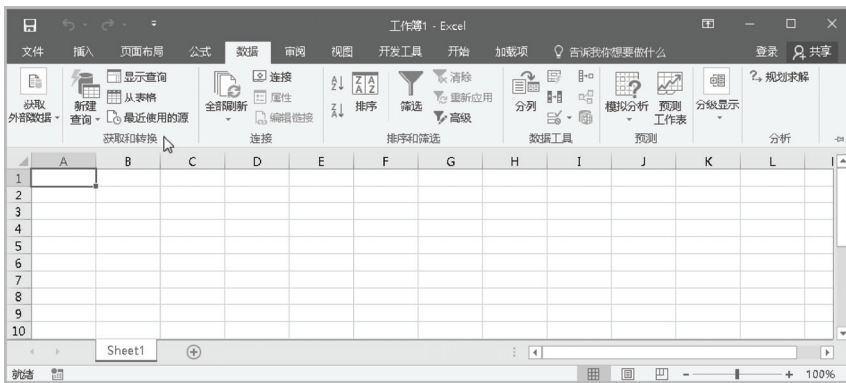 工作簿1 - Excel
文件 插入 页面布局 公式 数据 审阅 视图 开发工具 开始 加载项 告诉我你想要做什么 登录 共享
获取
外部数据
新建
查询
显示查询
从表格
最近使用的源
获取和转换
全部刷新
连接
属性
编辑链接
连接
排序
筛选
清除
重新应用
高级
排序和筛选
分列
数据工具
模拟分析
预测
工作表
预测
分级显示
规划求解
分析
A B C D E F G H I J K L
1
2
3
4
5
6
7
8
9
10
Sheet1
就绪 100%